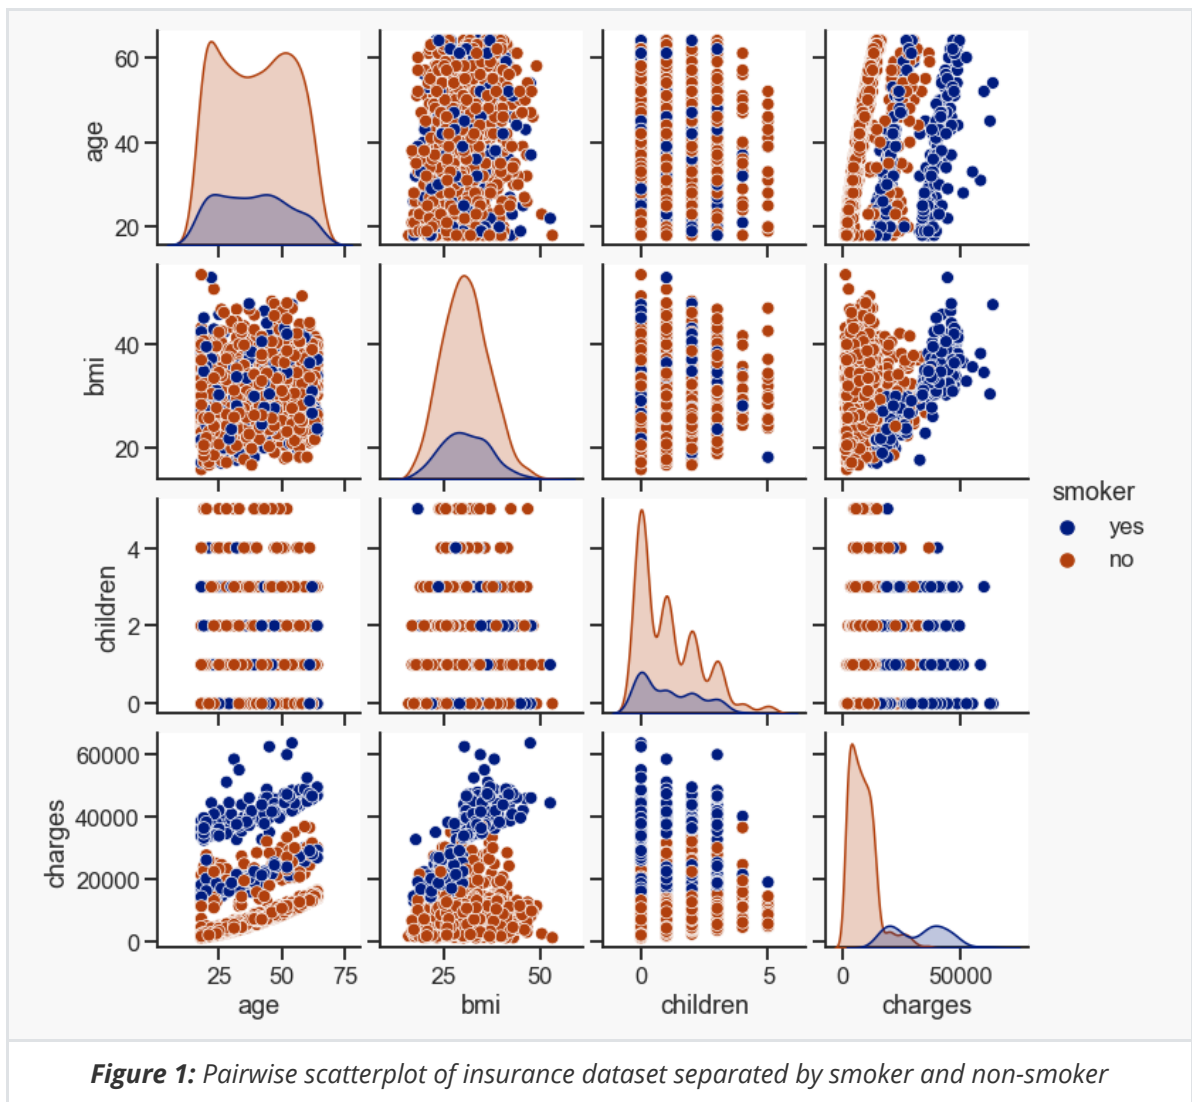 60
40
20
age
40
20
bmi
smoker
yes
no
4
2
0
children
60000
40000
20000
0
charges
25 50 75
25 50
0 5
0 50000
age
bmi
children
charges
Figure 1: Pairwise scatterplot of insurance dataset separated by smoker and non-smoker